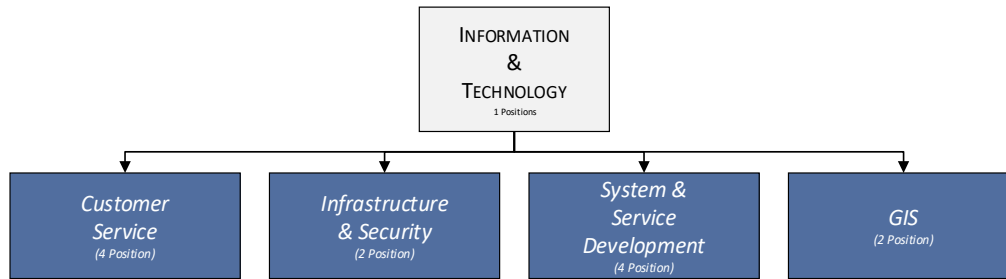 INFORMATION
&
TECHNOLOGY
1 Positions
Customer
Service
(4 Position)
Infrastructure
& Security
(2 Position)
System &
Service
Development
(4 Position)
GIS
(2 Position)